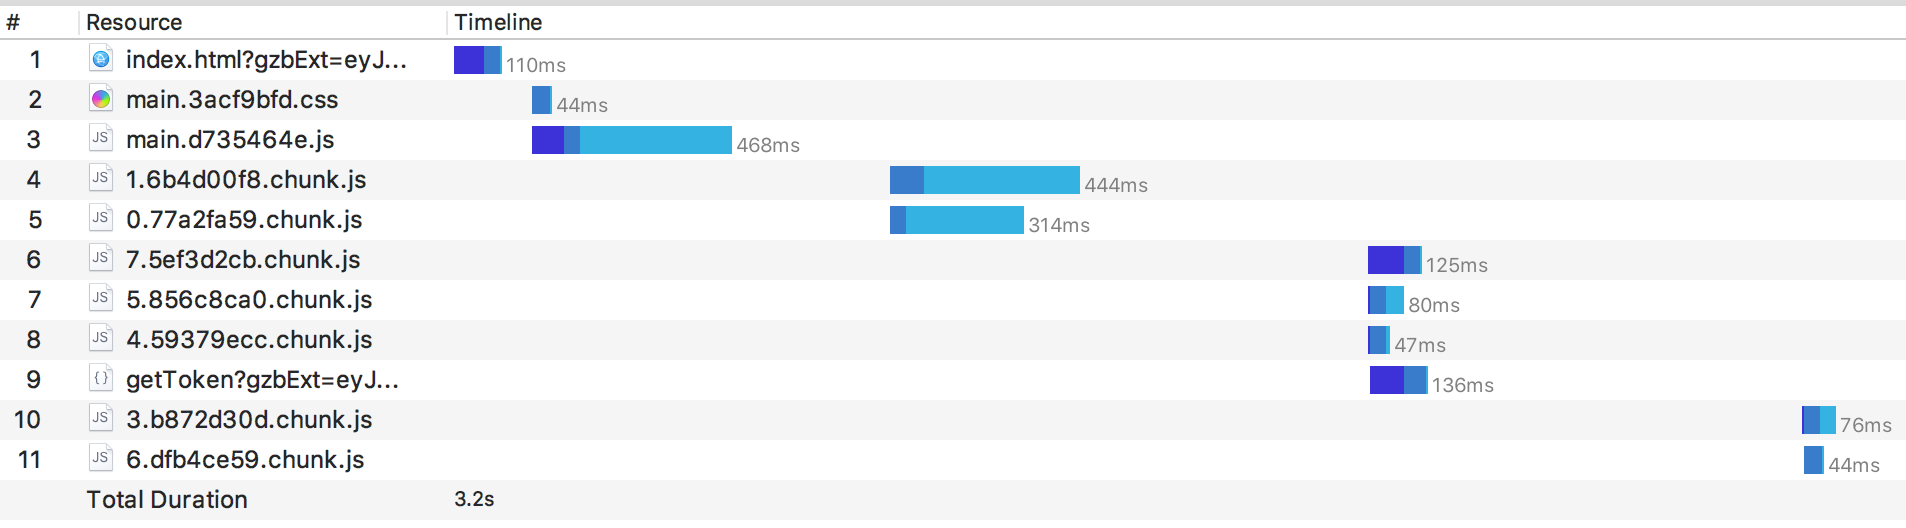 # Resource Timeline
1 index.html?gzbExt=eyJ... 110ms
2 main.3acf9bfd.css 44ms
3 JS main.d735464e.js 468ms
4 JS 1.6b4d00f8.chunk.js 444ms
5 JS 0.77a2fa59.chunk.js 314ms
6 JS 7.5ef3d2cb.chunk.js 125ms
7 JS 5.856c8ca0.chunk.js 80ms
8 JS 4.59379ecc.chunk.js 47ms
9 {} getToken?gzbExt=eyJ... 136ms
10 JS 3.b872d30d.chunk.js 76ms
11 JS 6.dfb4ce59.chunk.js 44ms
Total Duration 3.2s